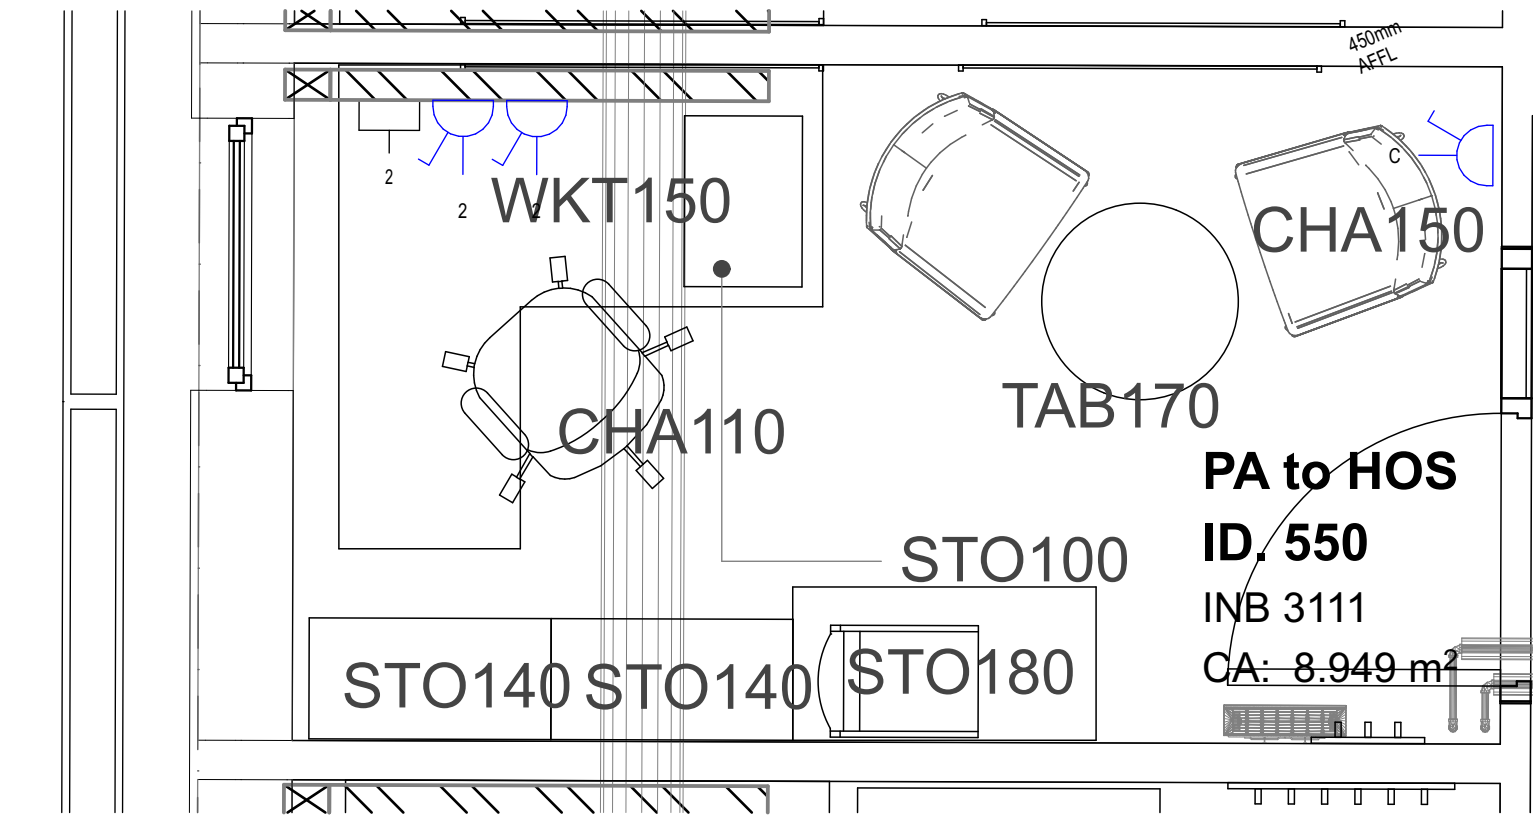 450mm
AFFL
C
2
2
2
WKT150
CHA150
TAB170
CHA110
PA to HOS
ID. 550
STO100
INB 3111
CA: 8.949 m²
STO140
STO140
STO180